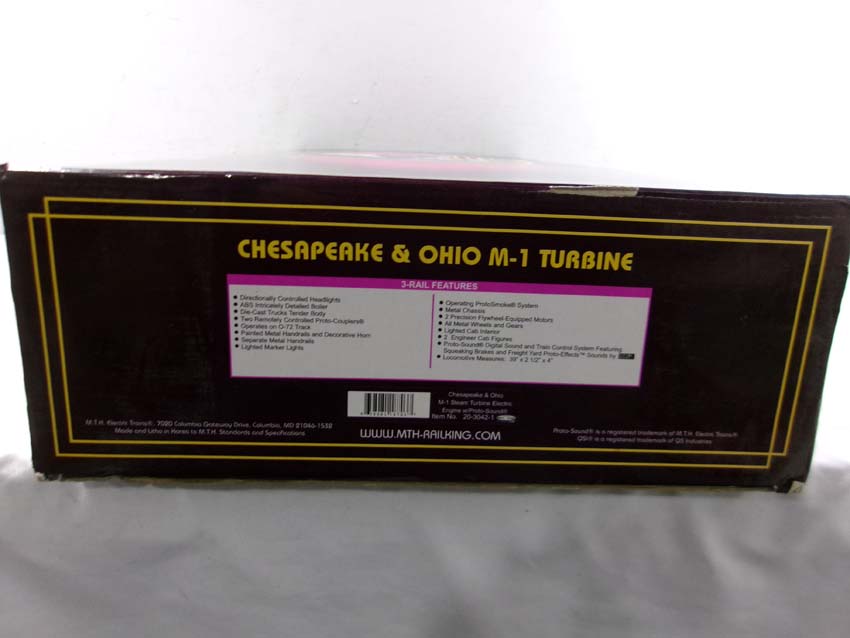 CHESAPEAKE & OHIO M-1 TURBINE
3-RAIL FEATURES
• Directionally Controlled Headlights
• ABS Intricately Detailed Boiler
• Die-Cast Trucks Tender Body
• Two Remotely Controlled Proto-Couplers®
• Operates on O-72 Track
• Painted Metal Handrails and Decorative Horn
• Seperate Metal Handrails
• Lighted Marker Lights
• Operating ProtoSmoke® System
• Metal Chassis
• 2 Precision Flywheel-Equipped Motors
• All Metal Wheels and Gears
• Lighted Cab Interior
• 2 Engineer Cab Figures
• Proto-Sound® Digital Sound and Train Control System Featuring
Squeaking Brakes and Freight Yard Proto-Effects™ Sounds by
• Locomotive Measures: 39" x 2 1/2" x 4"
Chesapeake & Ohio
M-1 Steam Turbine Electric
Engine w/Proto-Sound®
Item No. 20-3042-1
M.T.H. Electric Trains®, 7020 Columbia Gateway Drive, Columbia, MD 21046-1532
Made and Litho in Korea to M.T.H. Standards and Specifications
WWW.MTH-RAILKING.COM
Proto-Sound® is a registered trademark of M.T.H. Electric Trains®
QSI® is a registered trademark of QS Industries